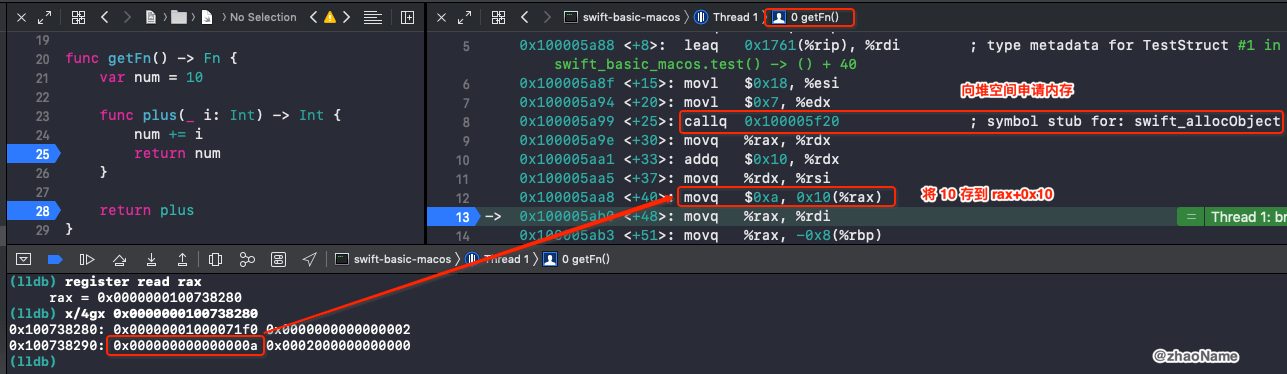 No Selection
swift-basic-macos
Thread 1
0 getFn()
19
20 func getFn() -> Fn {
21 var num = 10
22
23 func plus(_ i: Int) -> Int {
24 num += i
25 return num
26 }
27
28 return plus
29 }
5 0x100005a88 <+8>: leaq 0x1761(%rip), %rdi ; type metadata for TestStruct #1 in
swift_basic_macos.test() -> () + 40
6 0x100005a8f <+15>: movl $0x18, %esi
向堆空间申请内存
7 0x100005a94 <+20>: movl $0x7, %edx
8 0x100005a99 <+25>: callq 0x100005f20 ; symbol stub for: swift_allocObject
9 0x100005a9e <+30>: movq %rax, %rdx
10 0x100005aa1 <+33>: addq $0x10, %rdx
11 0x100005aa5 <+37>: movq %rdx, %rsi
12 0x100005aa8 <+40>: movq $0xa, 0x10(%rax)
将 10 存到 rax+0x10
13 -> 0x100005ab0 <+48>: movq %rax, %rdi
= Thread 1: br
14 0x100005ab3 <+51>: movq %rax, -0x8(%rbp)
swift-basic-macos
Thread 1
0 getFn()
(lldb) register read rax
rax = 0x0000000100738280
(lldb) x/4gx 0x0000000100738280
0x100738280: 0x00000001000071f0 0x0000000000000002
0x100738290: 0x000000000000000a 0x0002000000000000
(lldb)
@zhaoName